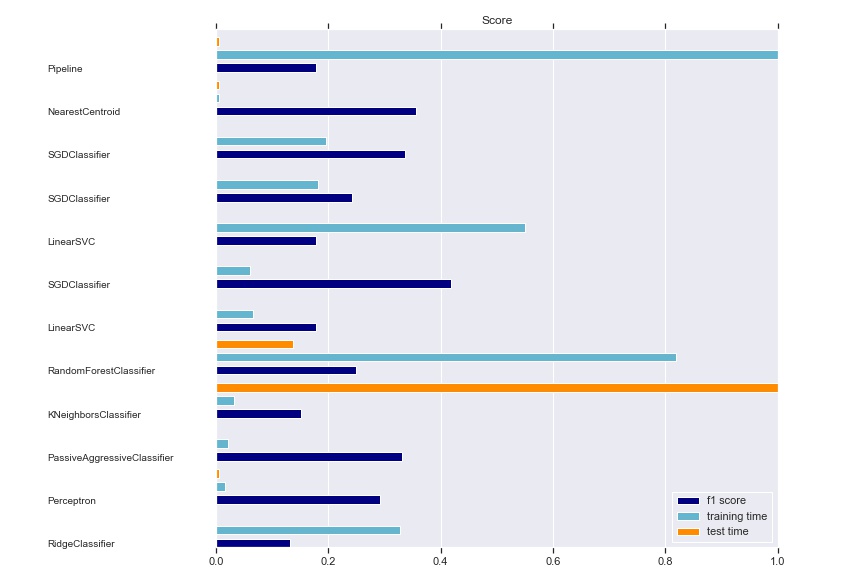 Score
Pipeline
NearestCentroid
SGDClassifier
SGDClassifier
LinearSVC
SGDClassifier
LinearSVC
RandomForestClassifier
KNeighborsClassifier
PassiveAggressiveClassifier
Perceptron
RidgeClassifier
f1 score
training time
test time
0.0 0.2 0.4 0.6 0.8 1.0